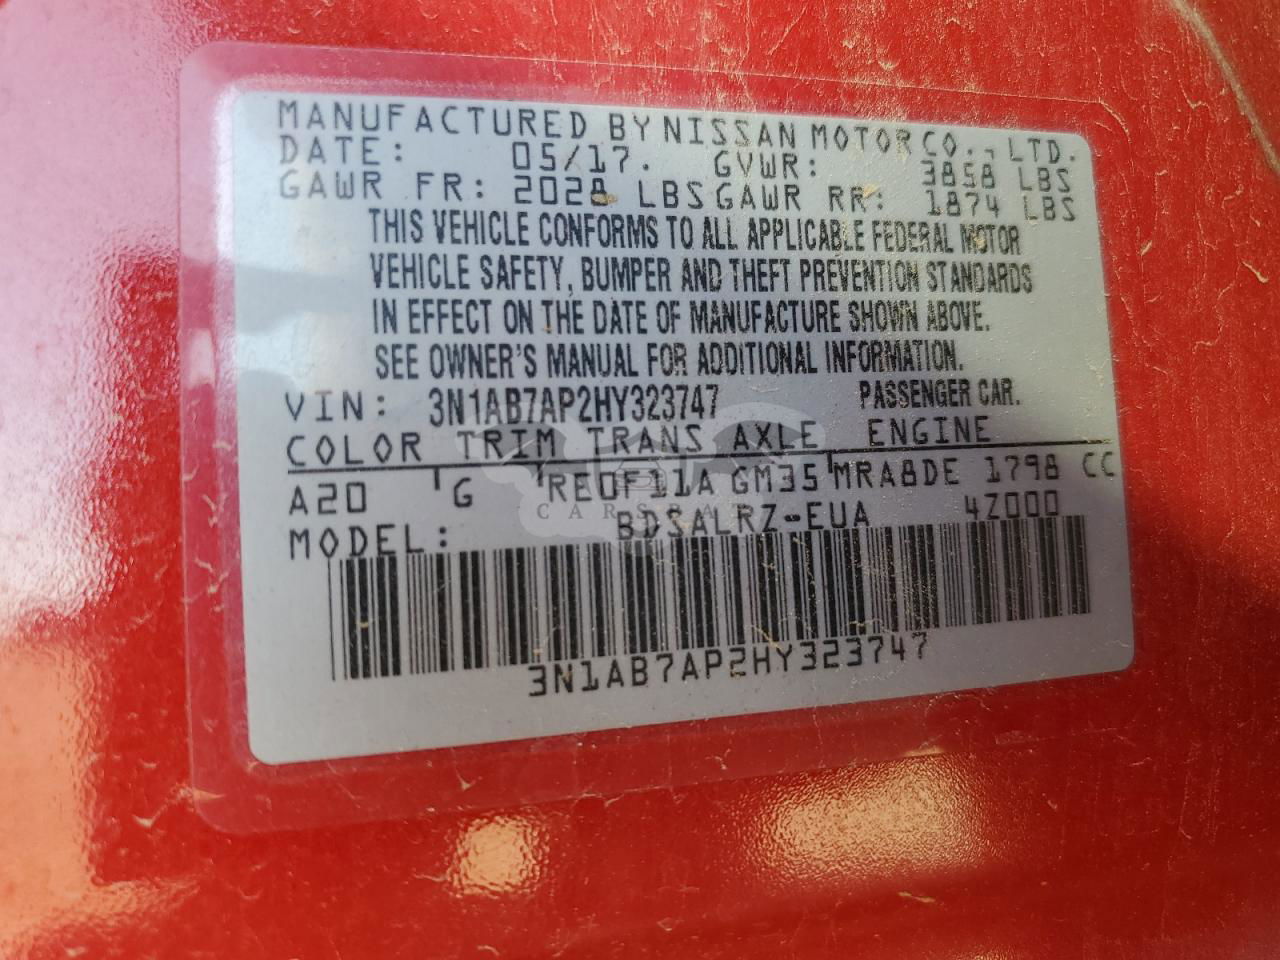 MANUFACTURED BY NISSAN MOTOR CO., LTD.
DATE: 05/17. GVWR: 3858 LBS
GAWR FR: 2028 LBS GAWR RR: 1874 LBS
THIS VEHICLE CONFORMS TO ALL APPLICABLE FEDERAL MOTOR
VEHICLE SAFETY, BUMPER AND THEFT PREVENTION STANDARDS
IN EFFECT ON THE DATE OF MANUFACTURE SHOWN ABOVE.
SEE OWNER'S MANUAL FOR ADDITIONAL INFORMATION.
VIN: 3N1AB7AP2HY323747 PASSENGER CAR.
COLOR TRIM TRANS AXLE ENGINE
A20 G RE0F11A GM35 MRA8DE 1798 CC
MODEL: BDSALRZ-EUA 4Z000
3N1AB7AP2HY323747